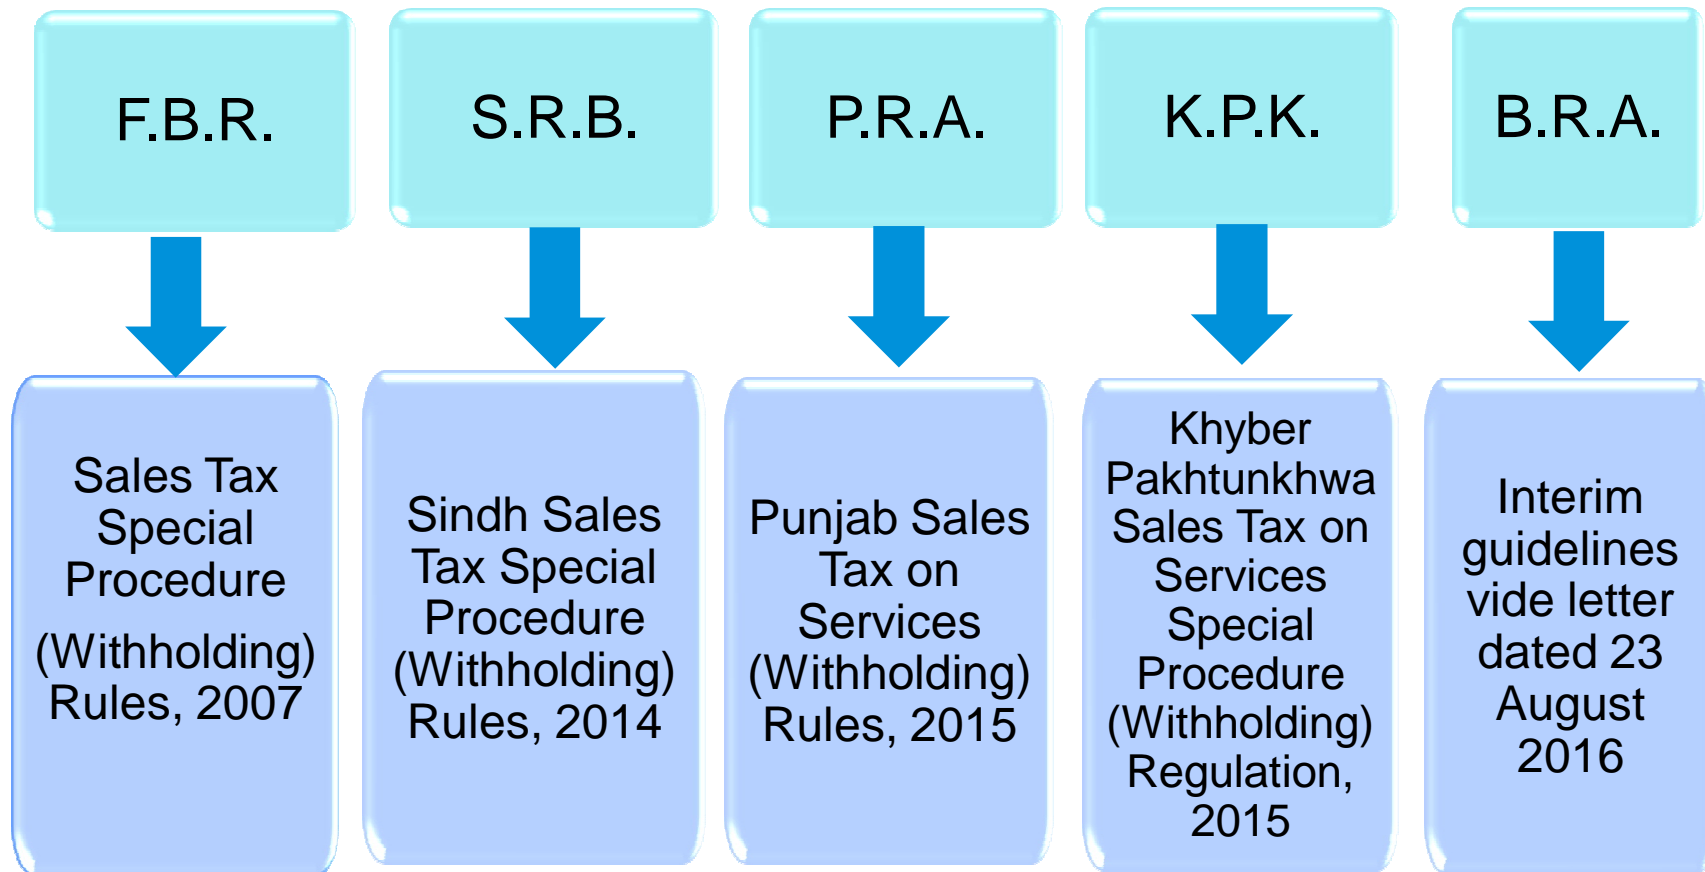 F.B.R.
S.R.B.
P.R.A.
K.P.K.
B.R.A.
Sales Tax
Special
Procedure
(Withholding)
Rules, 2007
Sindh Sales
Tax Special
Procedure
(Withholding)
Rules, 2014
Punjab Sales
Tax on
Services
(Withholding)
Rules, 2015
Khyber
Pakhtunkhwa
Sales Tax on
Services
Special
Procedure
(Withholding)
Regulation,
2015
Interim
guidelines
vide letter
dated 23
August
2016